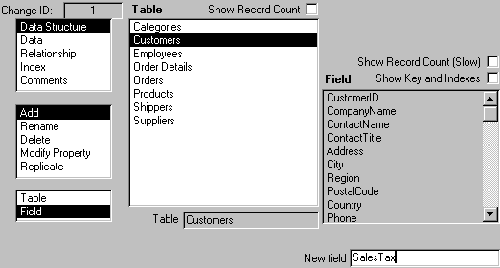 Change ID: 1
Data Structure
Data
Relationship
Index
Comments
Add
Rename
Delete
Modify Property
Replicate
Table
Field
Table Show Record Count
Categories
Customers
Employees
Order Details
Orders
Products
Shippers
Suppliers
Table Customers
Show Record Count (Slow)
Field Show Key and Indexes
CustomerID
CompanyName
ContactName
ContactTitle
Address
City
Region
PostalCode
Country
Phone
New field SalesTax